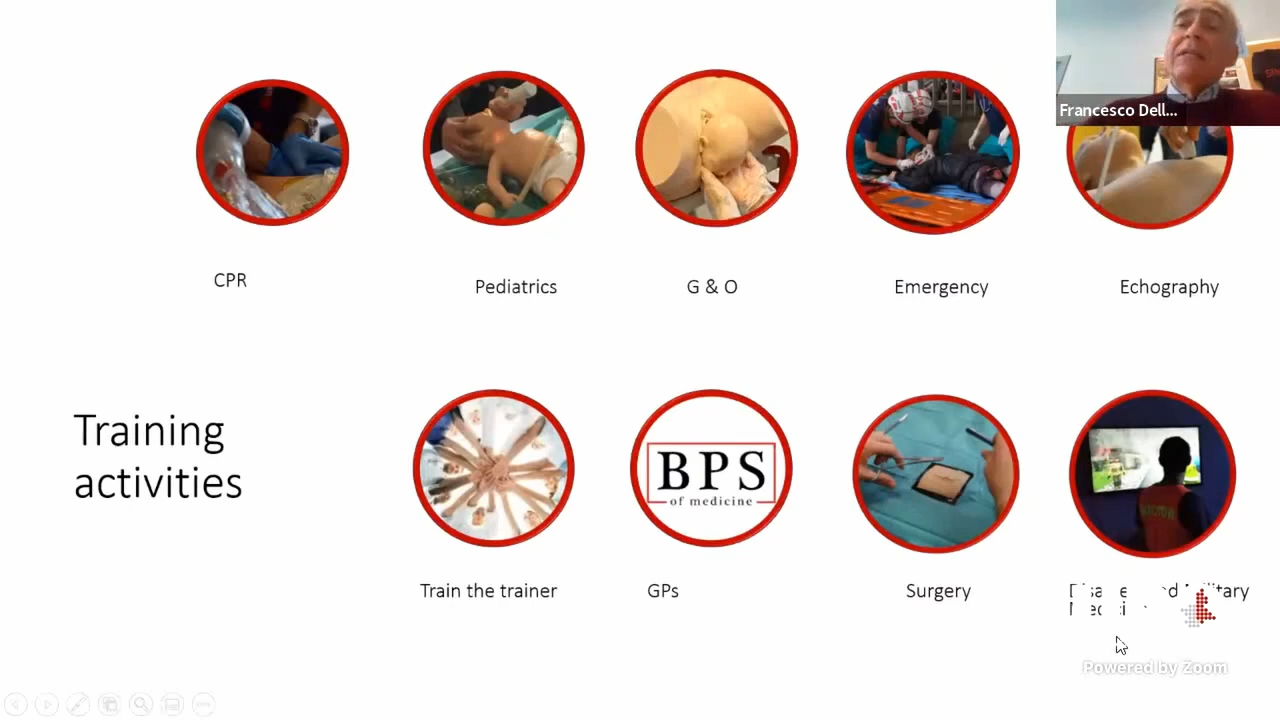 Francesco Dell...
CPR
Pediatrics
G & O
Emergency
Echography
Training
activities
BPS
of medicine
Train the trainer
GPs
Surgery
Powered by Zoom